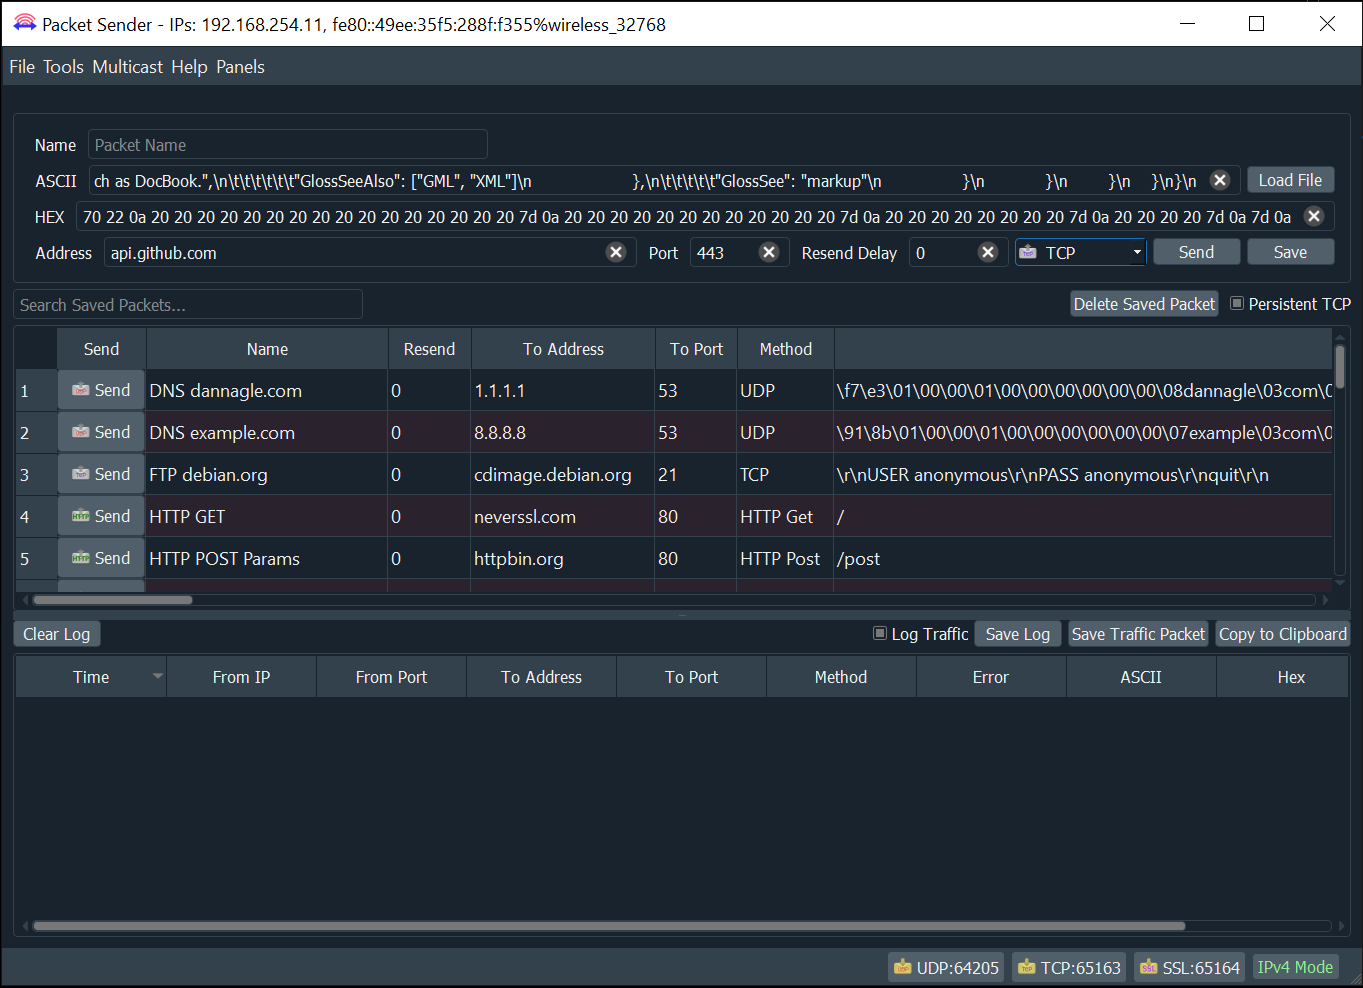 Packet Sender - IPs: 192.168.254.11, fe80::49ee:35f5:288f:f355%wireless_32768
File Tools Multicast Help Panels
Name Packet Name
ASCII ch as DocBook.",\n\t\t\t\t\t\t"GlossSeeAlso": ["GML", "XML"]\n },\n\t\t\t\t\t"GlossSee": "markup"\n }\n }\n }\n }\n}\n Load File
HEX 70 22 0a 20 20 20 20 20 20 20 20 20 20 20 20 20 20 20 20 7d 0a 20 20 20 20 20 20 20 20 20 20 20 20 7d 0a 20 20 20 20 20 20 20 20 7d 0a 20 20 20 20 7d 0a 7d 0a
Address api.github.com Port 443 Resend Delay 0 TCP Send Save
Search Saved Packets... Delete Saved Packet Persistent TCP
Send Name Resend To Address To Port Method
1 Send DNS dannagle.com 0 1.1.1.1 53 UDP \f7\e3\01\00\00\01\00\00\00\00\00\00\08dannagle\03com\0
2 Send DNS example.com 0 8.8.8.8 53 UDP \91\8b\01\00\00\01\00\00\00\00\00\00\07example\03com\0
3 Send FTP debian.org 0 cdimage.debian.org 21 TCP \r\nUSER anonymous\r\nPASS anonymous\r\nquit\r\n
4 Send HTTP GET 0 neverssl.com 80 HTTP Get /
5 Send HTTP POST Params 0 httpbin.org 80 HTTP Post /post
Clear Log Log Traffic Save Log Save Traffic Packet Copy to Clipboard
Time From IP From Port To Address To Port Method Error ASCII Hex
UDP:64205 TCP:65163 SSL:65164 IPv4 Mode